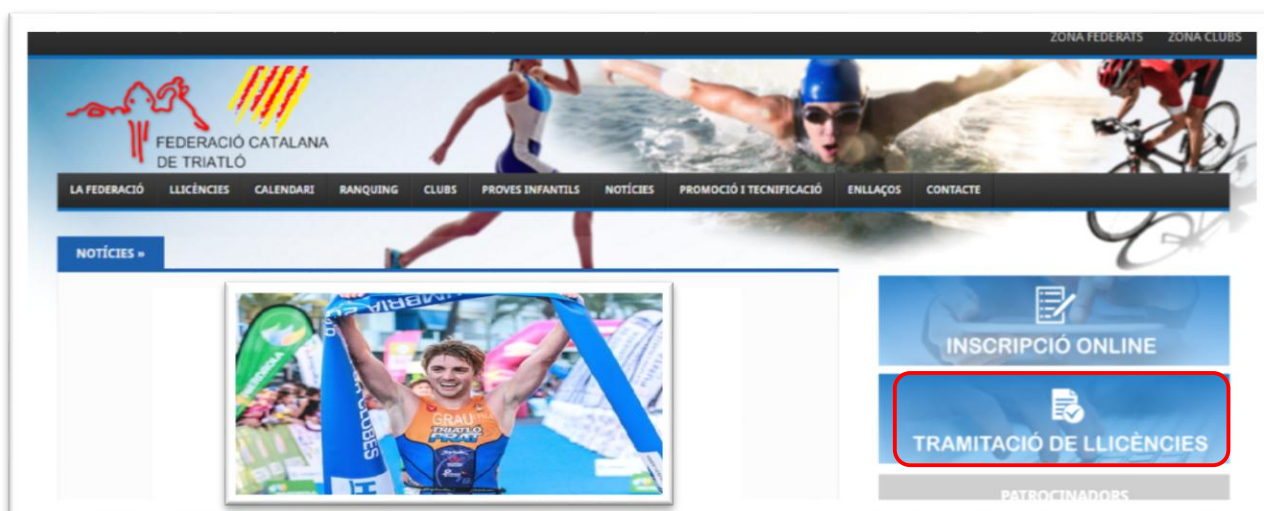 ZONA FEDERATS ZONA CLUBS
FEDERACIÓ CATALANA
DE TRIATLÓ
LA FEDERACIÓ LLICÈNCIES CALENDARI RANQUING CLUBS PROVES INFANTILS NOTÍCIES PROMOCIÓ I TECNIFICACIÓ ENLLAÇOS CONTACTE
NOTÍCIES »
GRAU
TRIATLÓ
PRAT
INSCRIPCIÓ ONLINE
TRAMITACIÓ DE LLICÈNCIES
PATROCINADORS